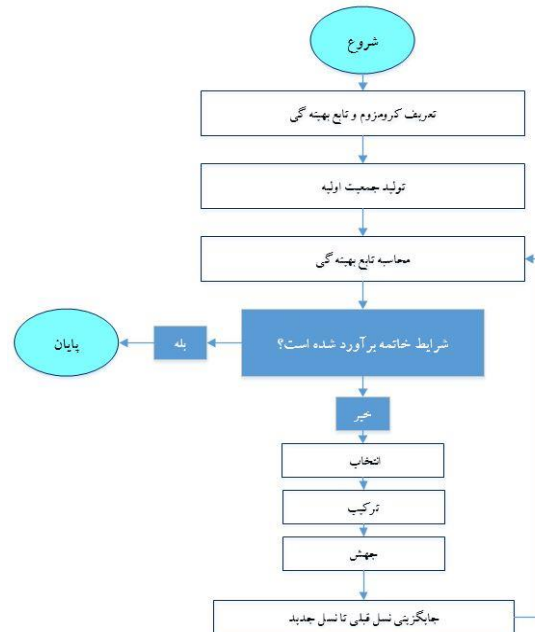 شروع
تعریف کروموزوم و تابع بهینه گی
تولید جمعیت اولیه
محاسبه تابع بهینه گی
شرایط خاتمه برآورد شده است؟
بله
پایان
خیر
انتخاب
ترکیب
جهش
جایگزینی نسل قبلی تا نسل جدید